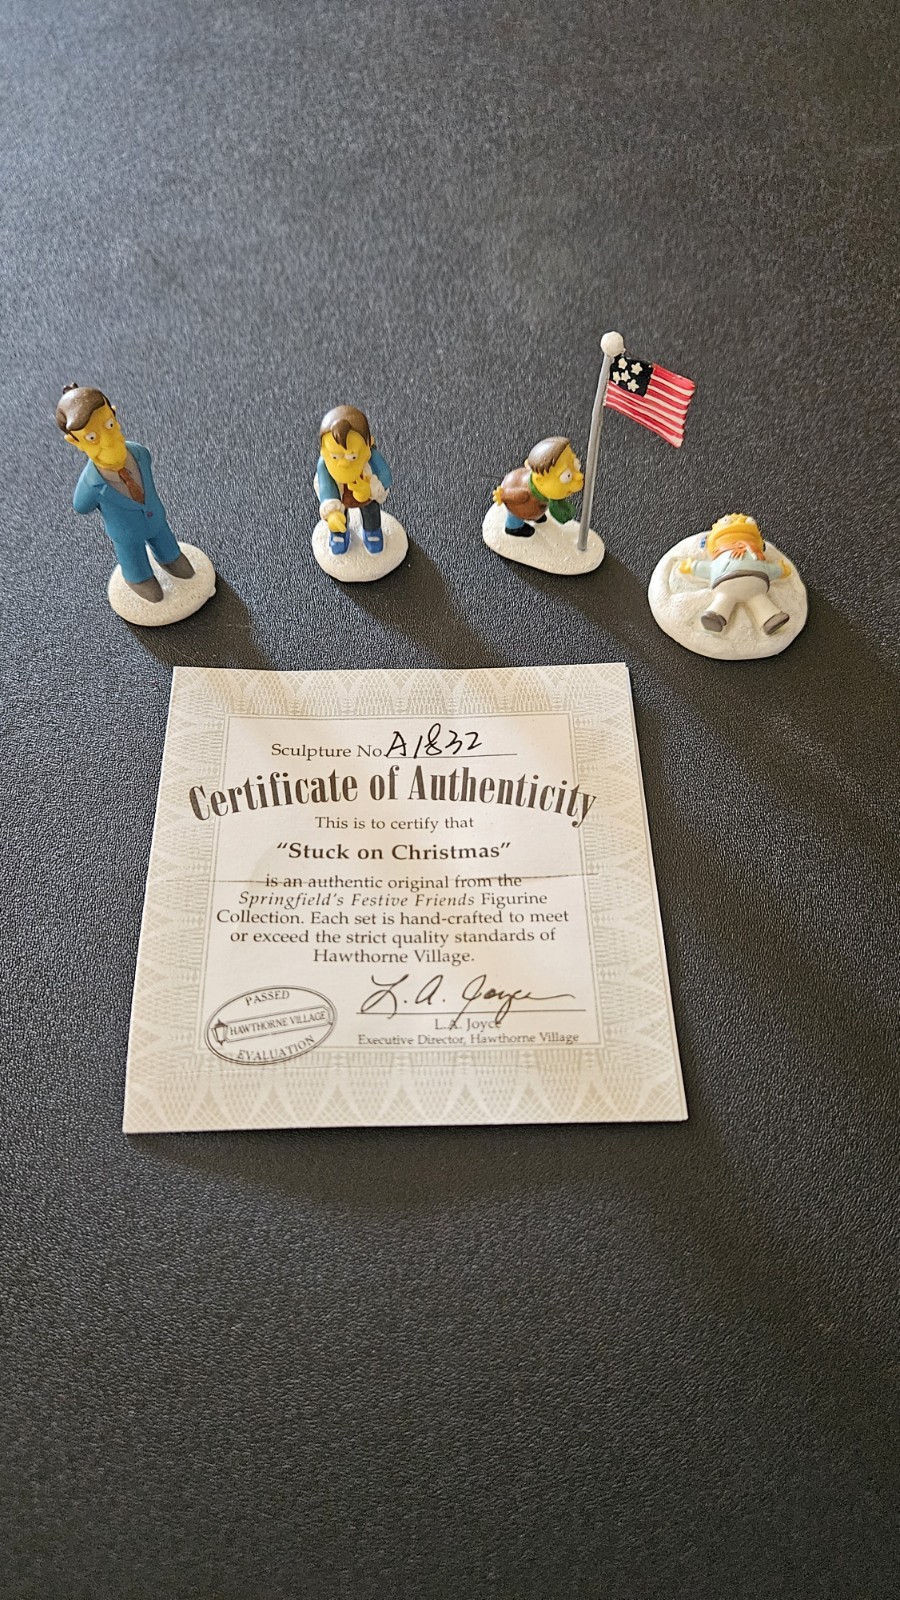 Sculpture No. A1832
Certificate of Authenticity
This is to certify that
"Stuck on Christmas"
is an authentic original from the
Springfield's Festive Friends Figurine
Collection. Each set is hand-crafted to meet
or exceed the strict quality standards of
Hawthorne Village.
L. A. Joyce
L.A. Joyce
Executive Director, Hawthorne Village
PASSED
HAWTHORNE VILLAGE
EVALUATION